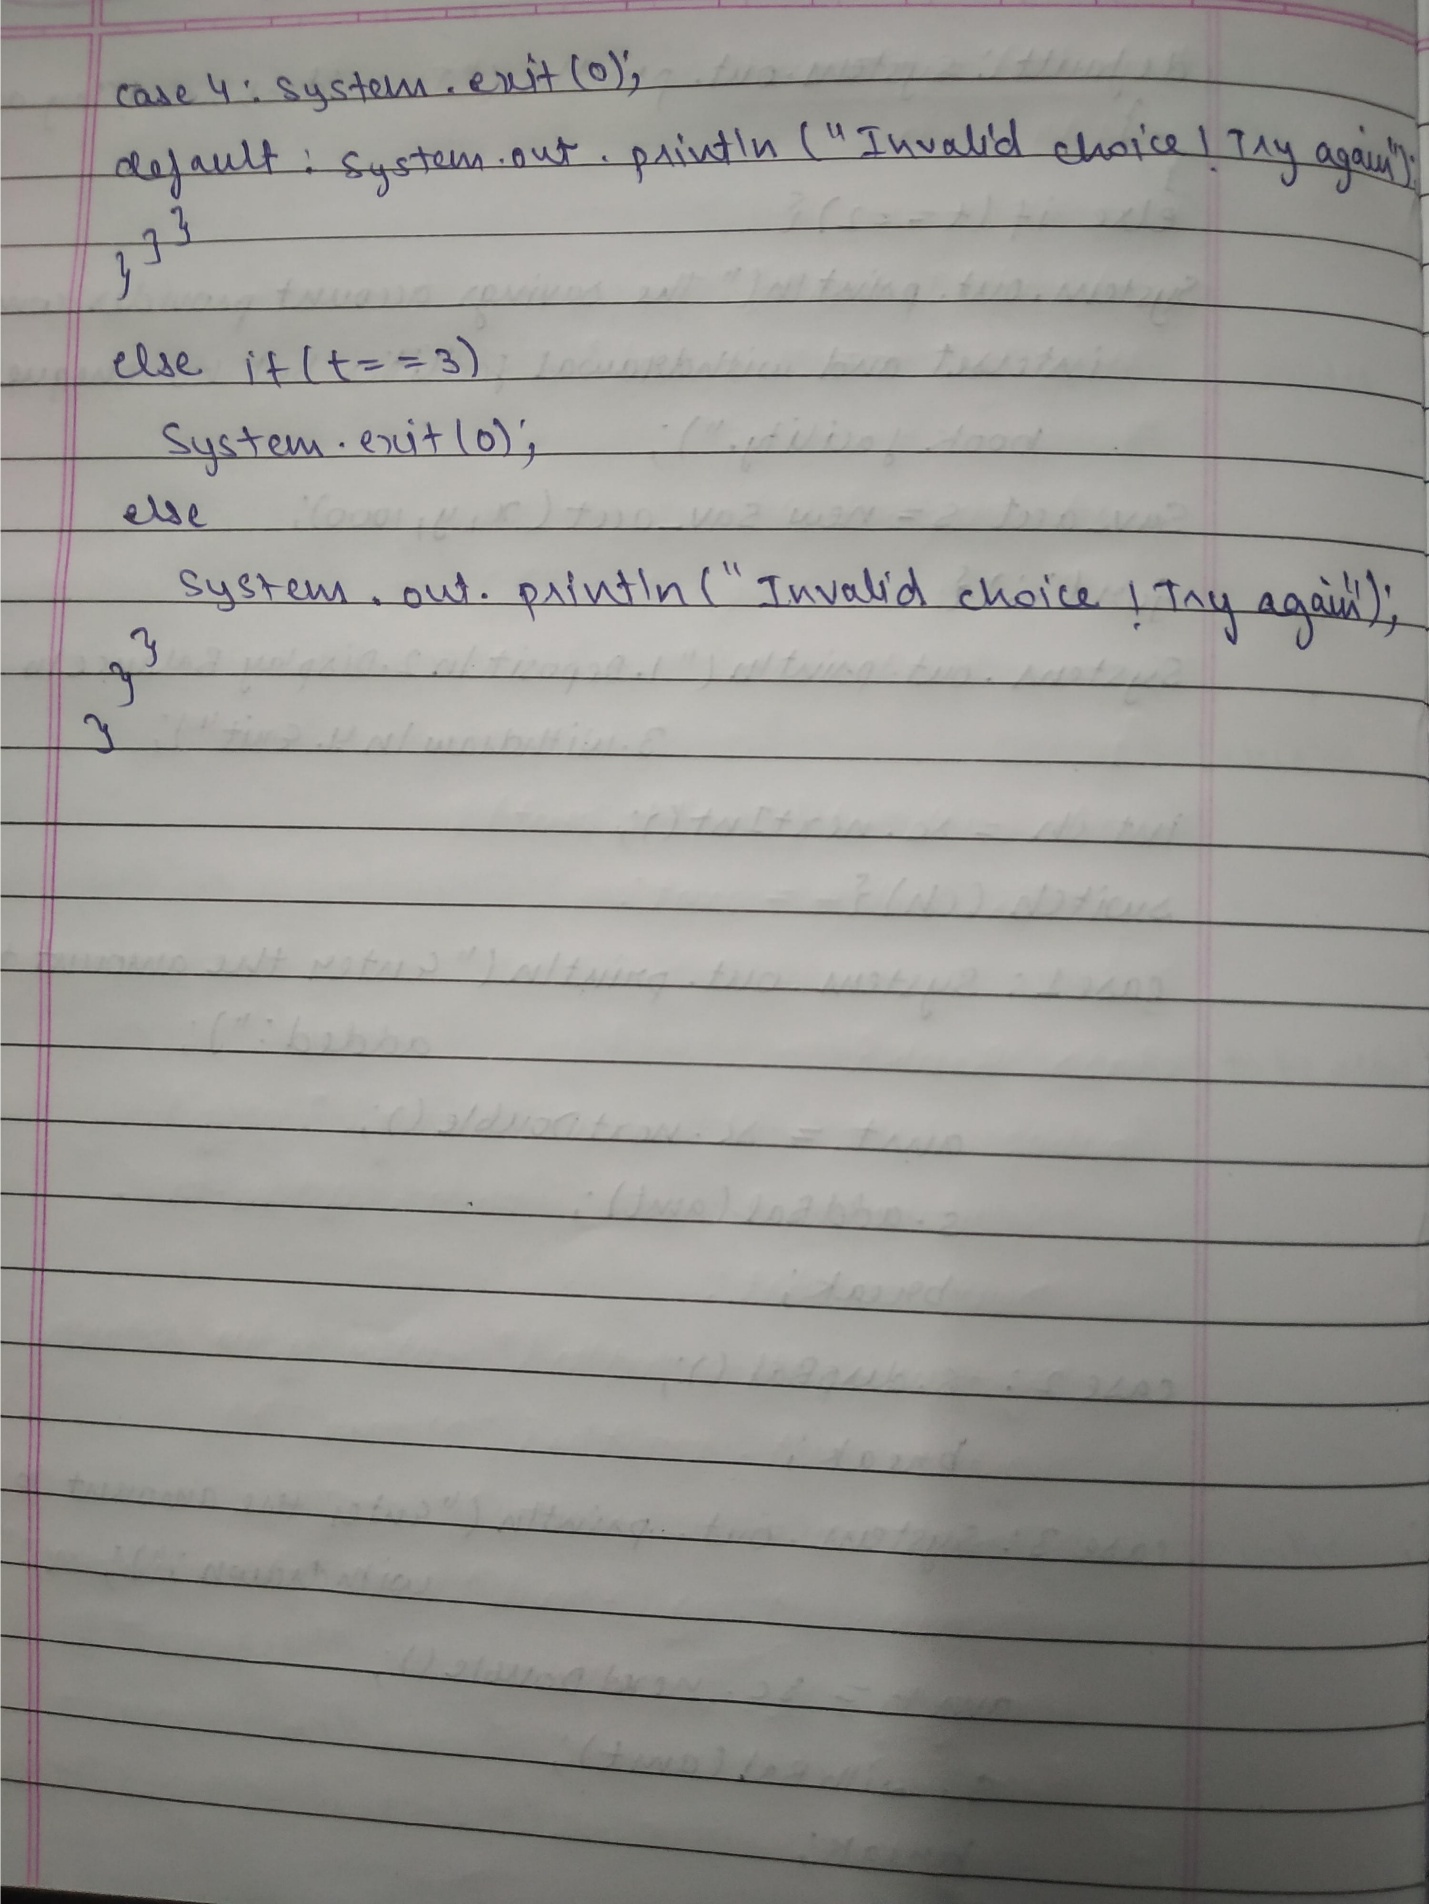 case 4: System.exit(0);
default: System.out.println("Invalid choice! Try again");
} } }
else if(t==3)
System.exit(0);
else
System.out.println("Invalid choice! Try again");
} }
}